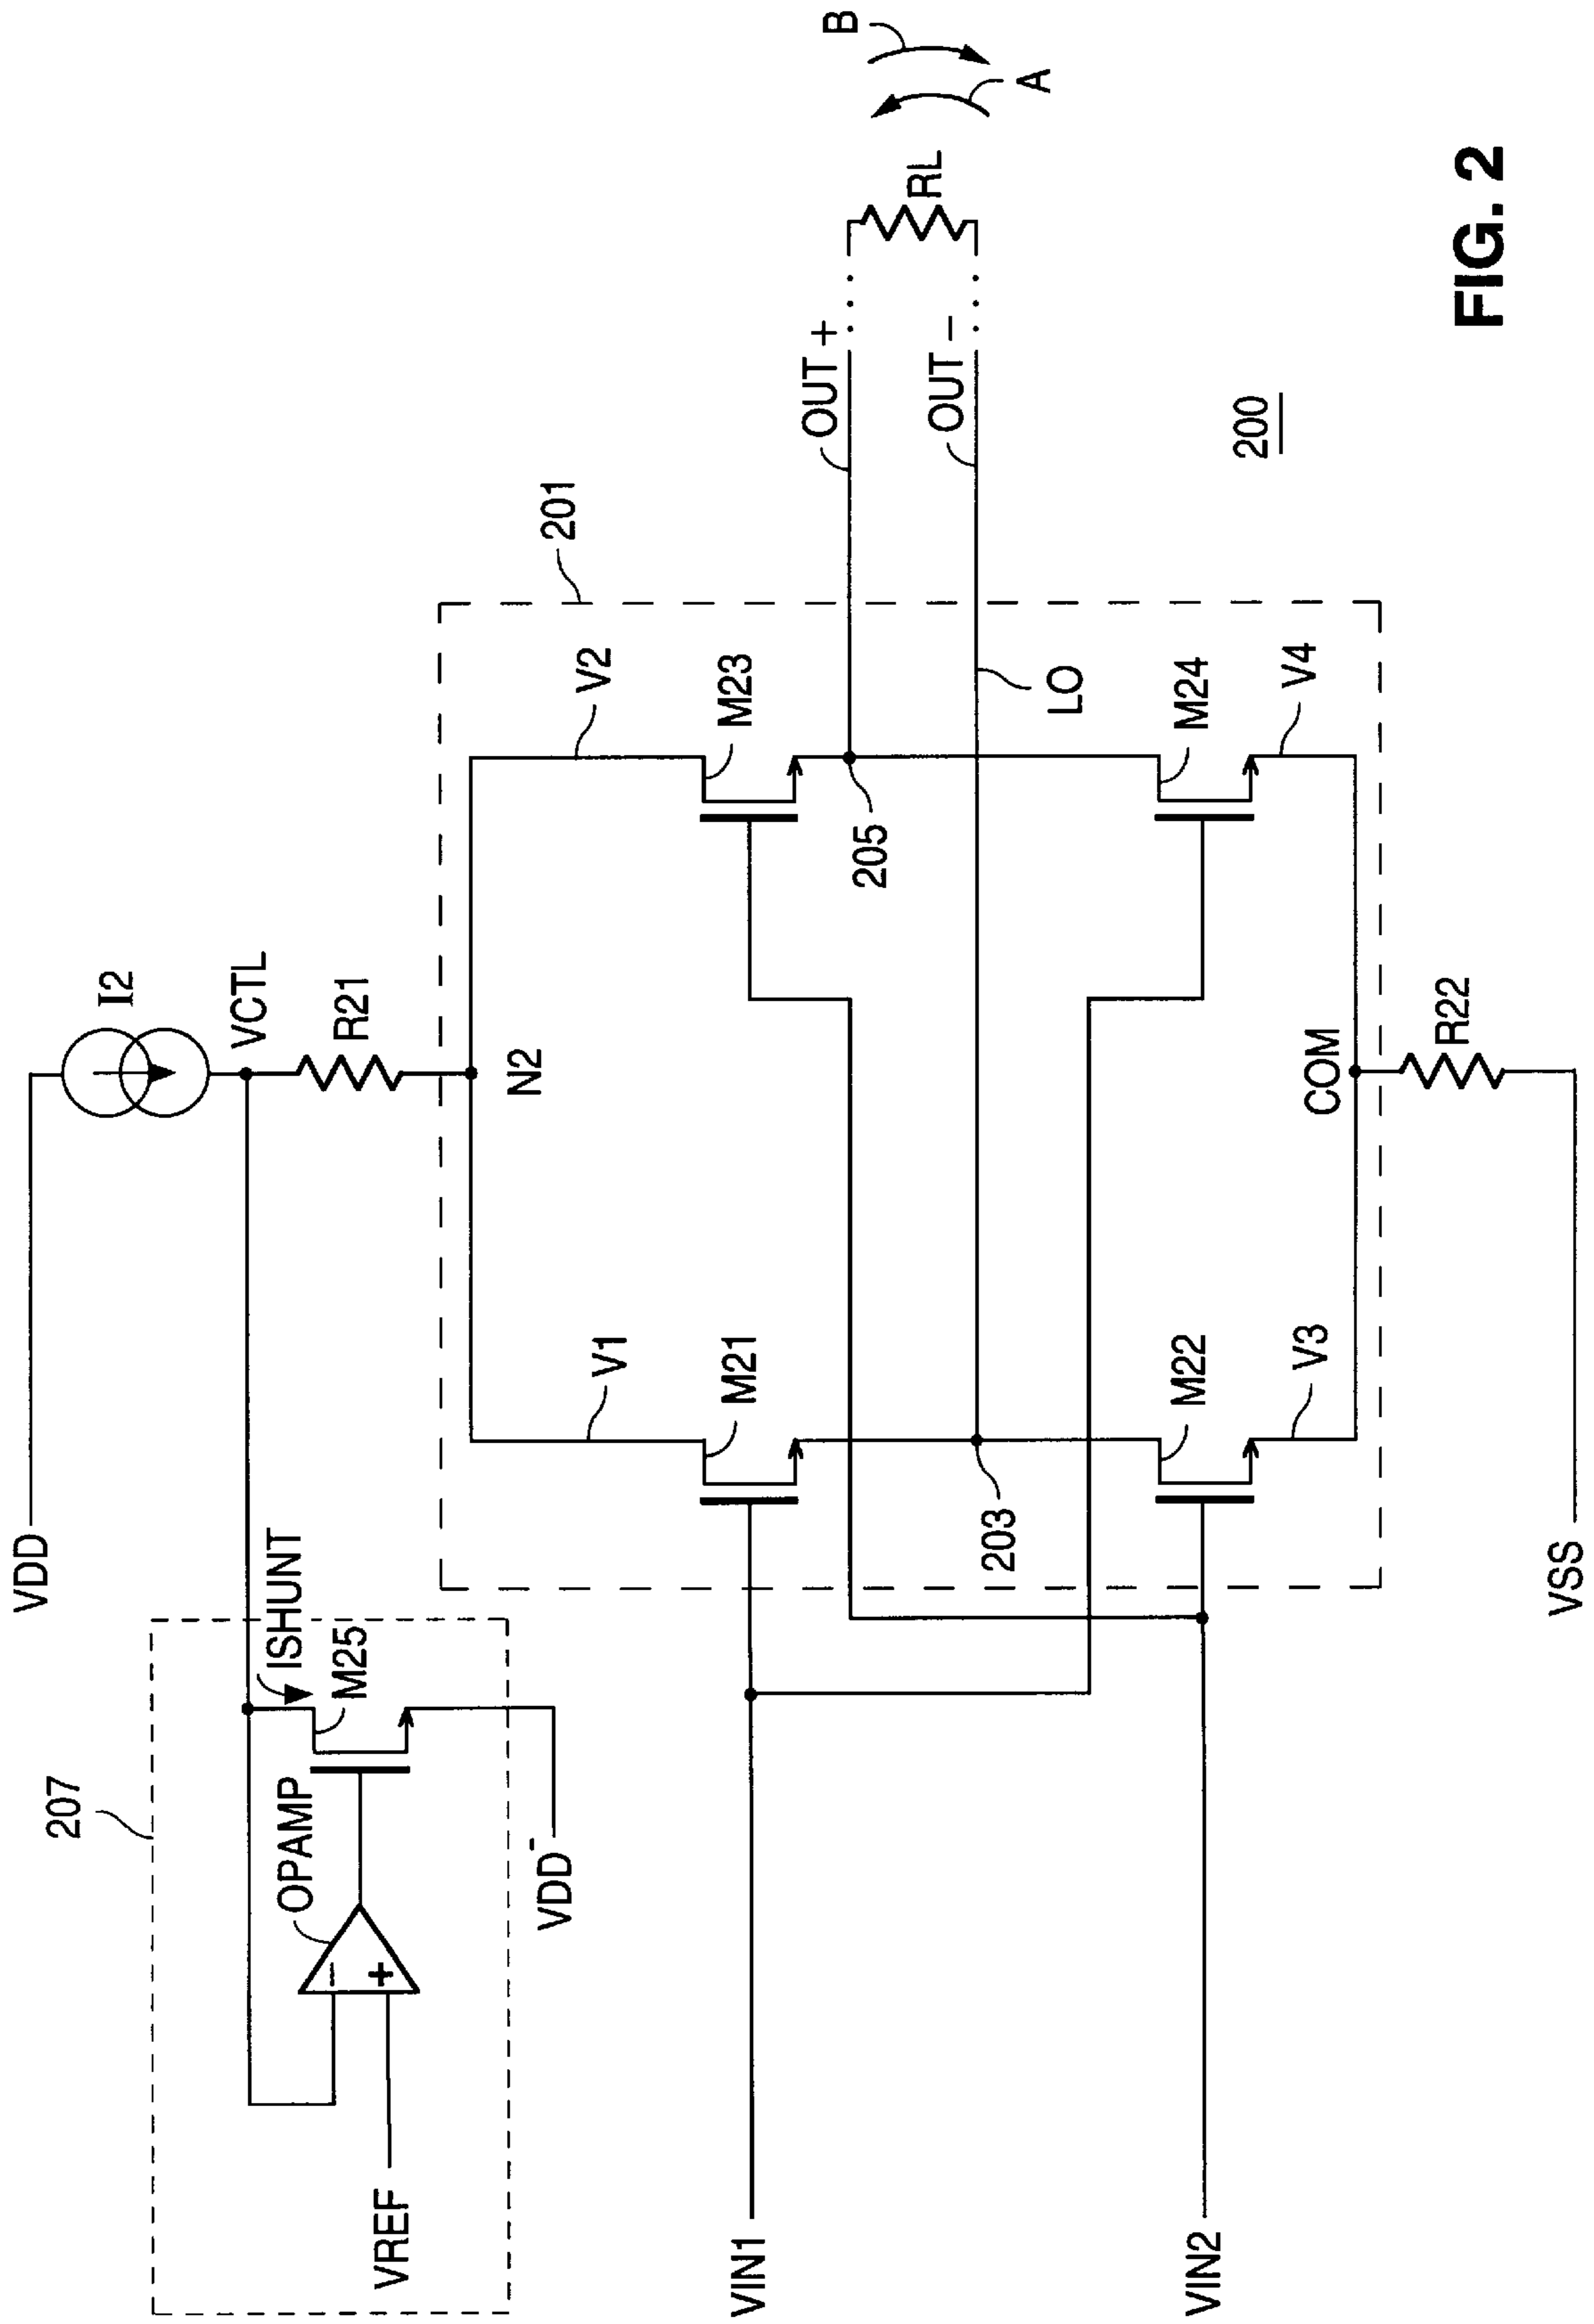 VDD
I2
VCTL
207
ISHUNT
M25
OPAMP
−
+
VREF
VDD⁻
R21
N2
201
V1
V2
M21
M23
VIN1
205
OUT +
OUT −
RL
A
B
203
LO
M22
M24
VIN2
V3
V4
COM
R22
VSS
200
FIG. 2